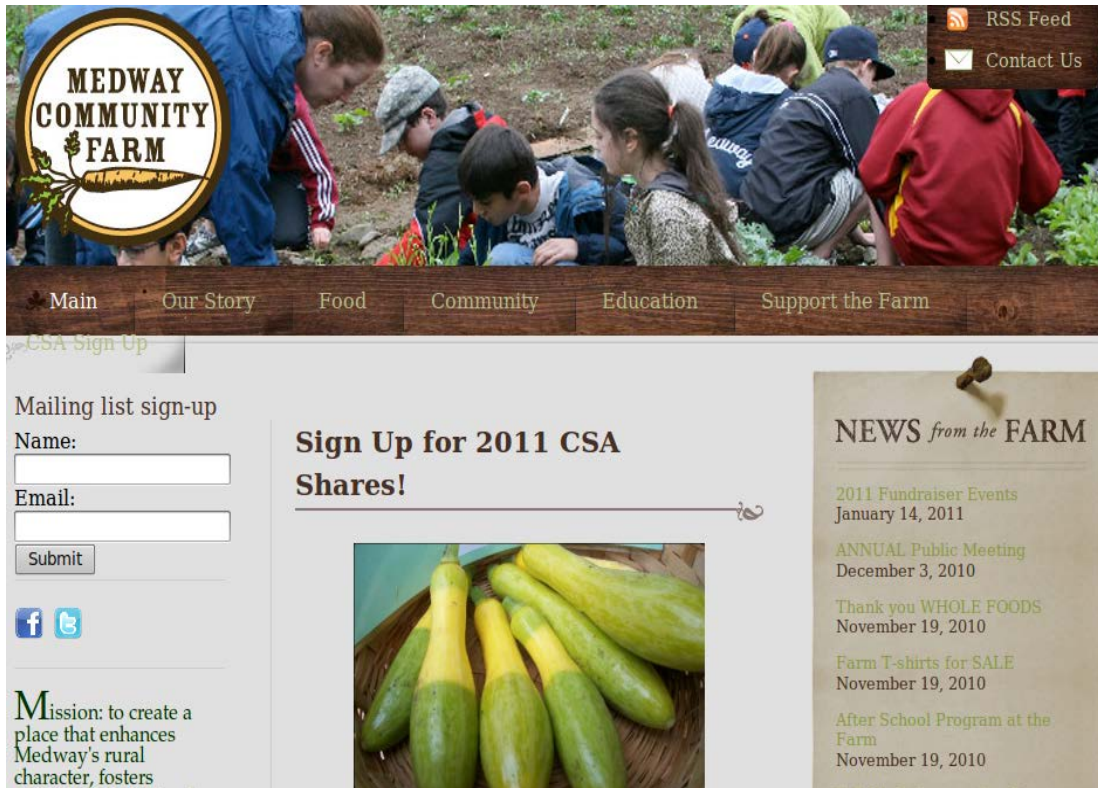 MEDWAY
COMMUNITY
FARM
RSS Feed
Contact Us
Main
Our Story
Food
Community
Education
Support the Farm
CSA Sign Up
Mailing list sign-up
Name:
Email:
Submit
Mission: to create a
place that enhances
Medway's rural
character, fosters
Sign Up for 2011 CSA
Shares!
NEWS from the FARM
2011 Fundraiser Events
January 14, 2011
ANNUAL Public Meeting
December 3, 2010
Thank you WHOLE FOODS
November 19, 2010
Farm T-shirts for SALE
November 19, 2010
After School Program at the
Farm
November 19, 2010